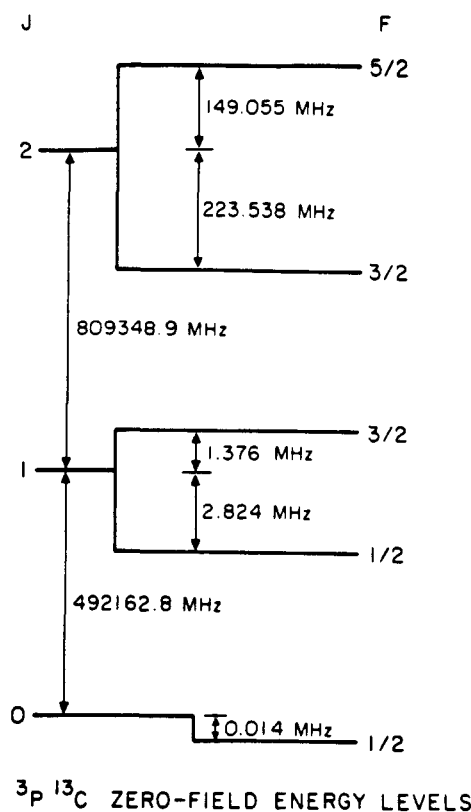 J F
5/2
149.055 MHz
2
223.538 MHz
3/2
809348.9 MHz
3/2
1.376 MHz
1
2.824 MHz
1/2
492162.8 MHz
0
0.014 MHz
1/2
³P ¹³C ZERO-FIELD ENERGY LEVELS